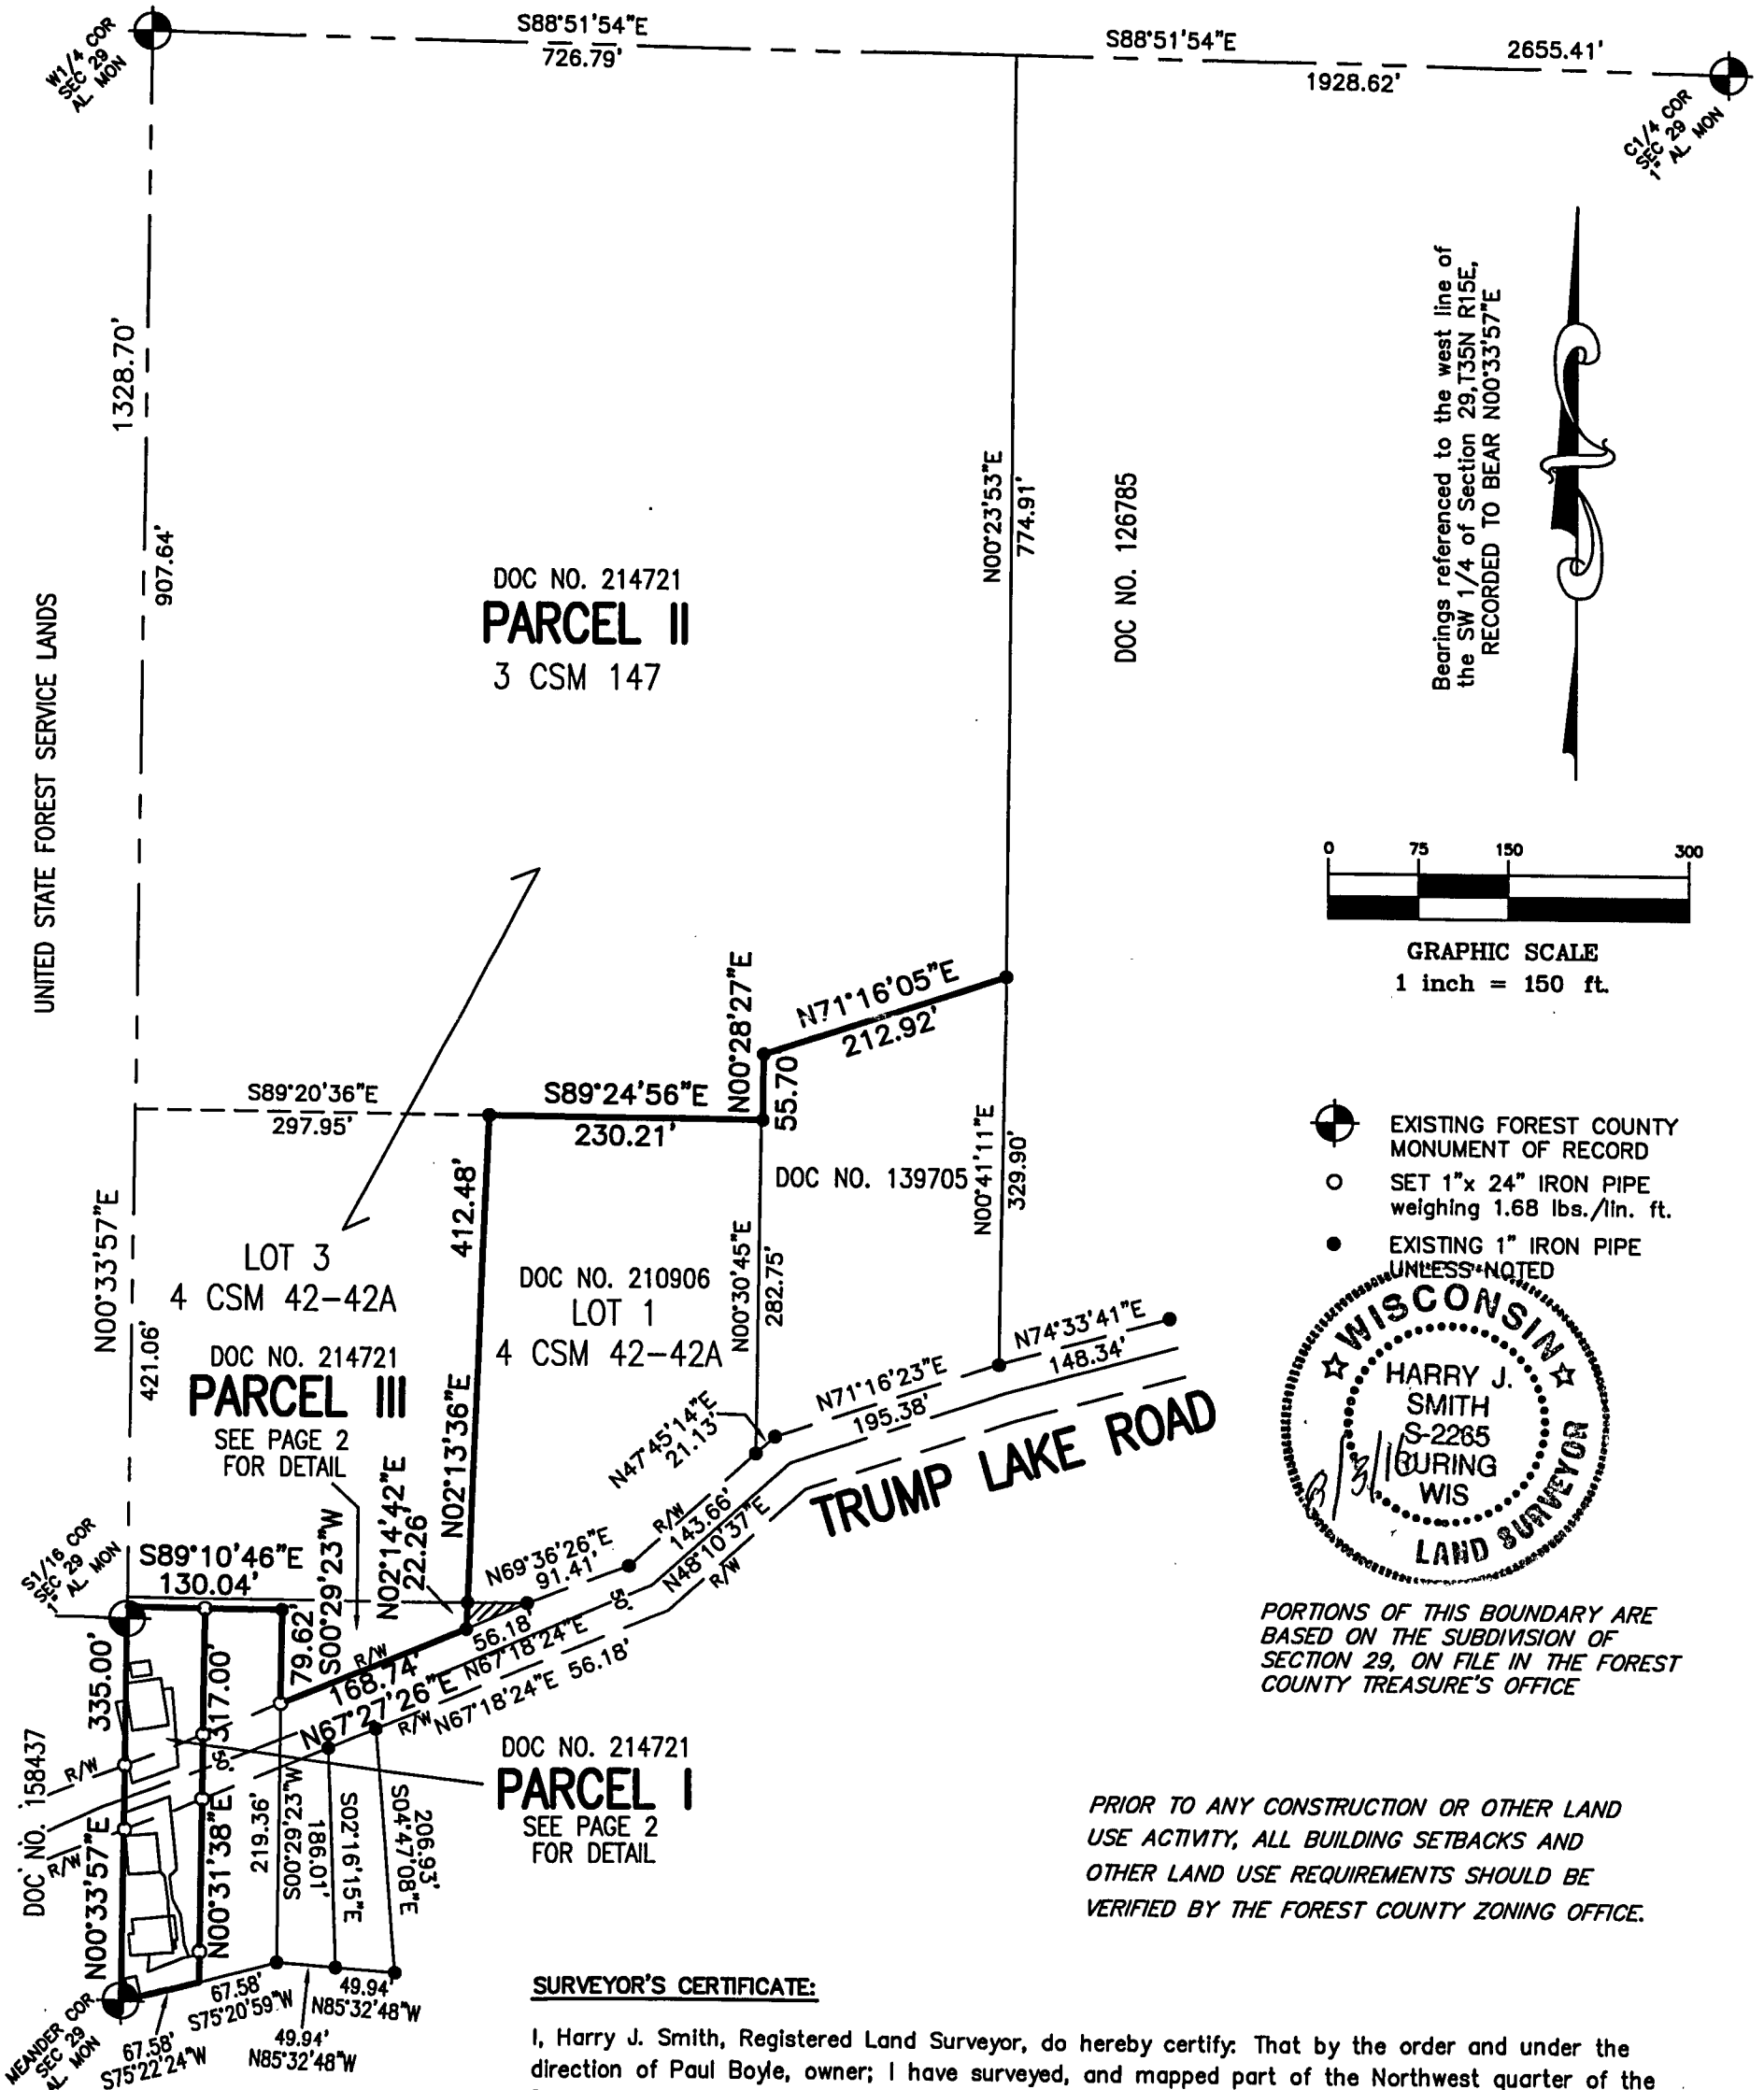 W1/4 COR
SEC 29
AL MON
S88°51'54"E
726.79'
S88°51'54"E
1928.62'
2655.41'
C1/4 COR
SEC 29
1" AL MON
1328.70'
907.64'
UNITED STATE FOREST SERVICE LANDS
DOC NO. 214721
PARCEL II
3 CSM 147
N00°23'53"E
774.91'
DOC NO. 126785
Bearings referenced to the west line of
the SW 1/4 of Section 29,T35N R15E,
RECORDED TO BEAR N00°33'57"E
0 75 150 300
GRAPHIC SCALE
1 inch = 150 ft.
N71°16'05"E
212.92'
N00°28'27"E
55.70
S89°20'36"E
297.95'
S89°24'56"E
230.21'
412.48'
N02°13'36"E
N00°33'57"E
421.06'
DOC NO. 139705
N00°41'11"E
329.90'
N00°30'45"E
282.75'
DOC NO. 210906
LOT 1
4 CSM 42-42A
LOT 3
4 CSM 42-42A
DOC NO. 214721
PARCEL III
SEE PAGE 2
FOR DETAIL
EXISTING FOREST COUNTY
MONUMENT OF RECORD
SET 1"x 24" IRON PIPE
weighing 1.68 lbs./lin. ft.
EXISTING 1" IRON PIPE
UNLESS NOTED
WISCONSIN
HARRY J.
SMITH
S-2265
SURING
WIS
LAND SURVEYOR
N74°33'41"E
148.34'
N71°16'23"E
195.38'
N47°45'14"E
21.13'
TRUMP LAKE ROAD
R/W
143.66'
N48°10'37"E
R/W
N69°36'26"E
91.41'
50'
N02°14'42"E
22.26'
56.18'
N67°18'24"E
N67°18'24"E 56.18'
R/W
S1/16 COR
SEC 29
1" AL MON
S89°10'46"E
130.04'
79.62'
S00°29'23"W
R/W
168.74'
N67°27'26"E
335.00'
317.00'
50'
DOC NO. 158437
R/W
R/W
N00°33'57"E
N00°31'38"E
219.36'
S00°29'23"W
186.01'
S02°16'15"E
206.93'
S04°47'08"E
DOC NO. 214721
PARCEL I
SEE PAGE 2
FOR DETAIL
67.58'
S75°20'59"W
49.94'
N85°32'48"W
49.94'
N85°32'48"W
67.58'
S75°22'24"W
MEANDER COR
SEC 29
AL MON
PORTIONS OF THIS BOUNDARY ARE
BASED ON THE SUBDIVISION OF
SECTION 29, ON FILE IN THE FOREST
COUNTY TREASURE'S OFFICE
PRIOR TO ANY CONSTRUCTION OR OTHER LAND
USE ACTIVITY, ALL BUILDING SETBACKS AND
OTHER LAND USE REQUIREMENTS SHOULD BE
VERIFIED BY THE FOREST COUNTY ZONING OFFICE.
SURVEYOR'S CERTIFICATE:
I, Harry J. Smith, Registered Land Surveyor, do hereby certify: That by the order and under the
direction of Paul Boyle, owner; I have surveyed, and mapped part of the Northwest quarter of the